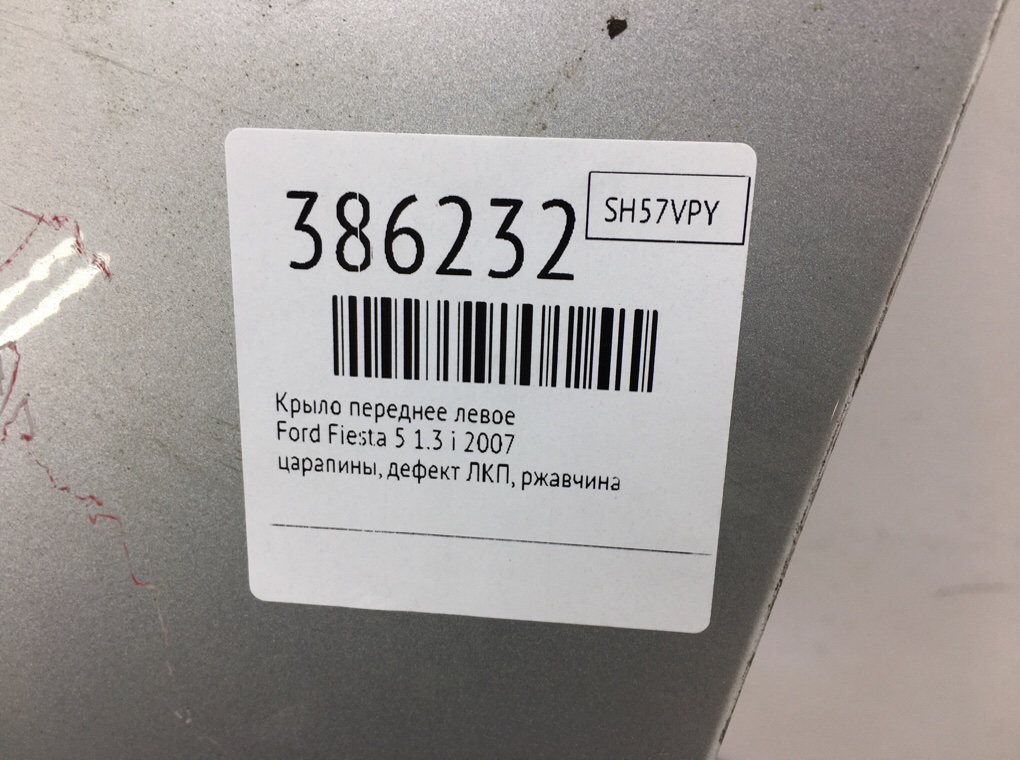 386232
SH57VPY
Крыло переднее левое
Ford Fiesta 5 1.3 i 2007
царапины, дефект ЛКП, ржавчина